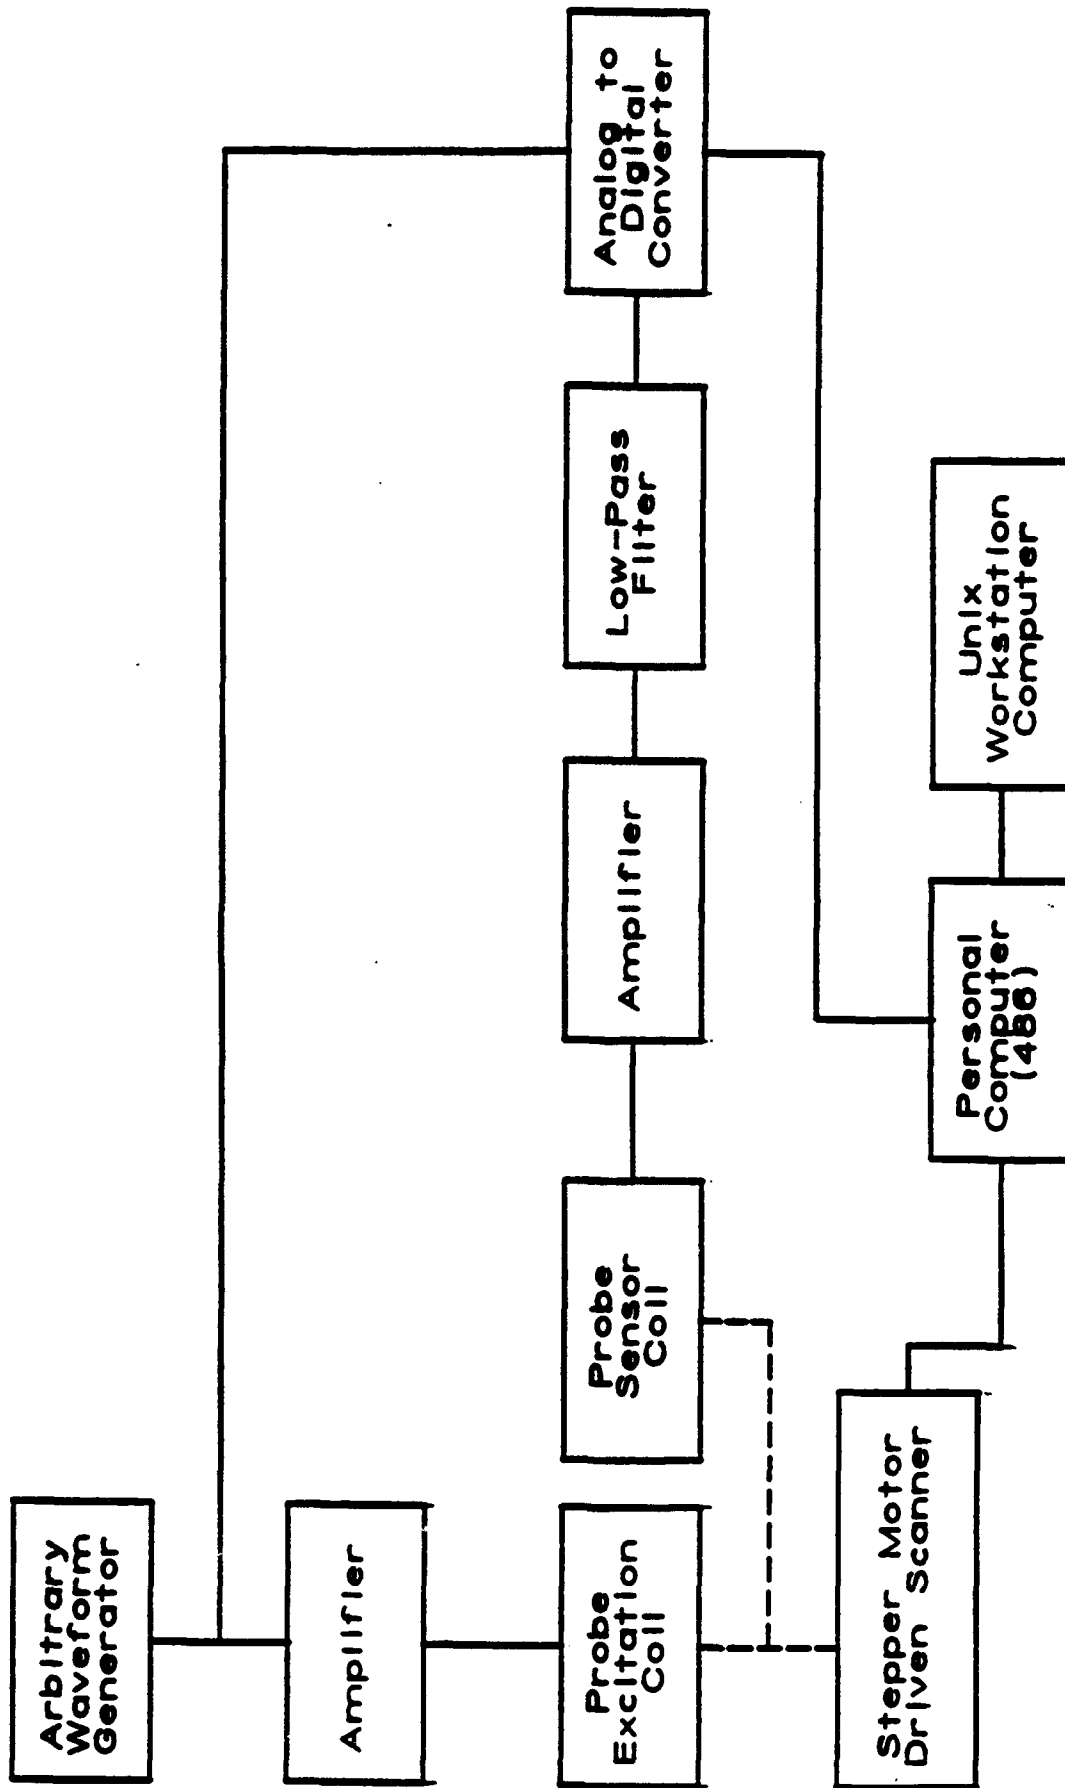 Arbitrary
Waveform
Generator
Amplifier
Probe
Excitation
Coil
Probe
Sensor
Coil
Amplifier
Low-Pass
Filter
Analog to
Digital
Converter
Stepper Motor
Driven Scanner
Personal
Computer
(486)
Unix
Workstation
Computer